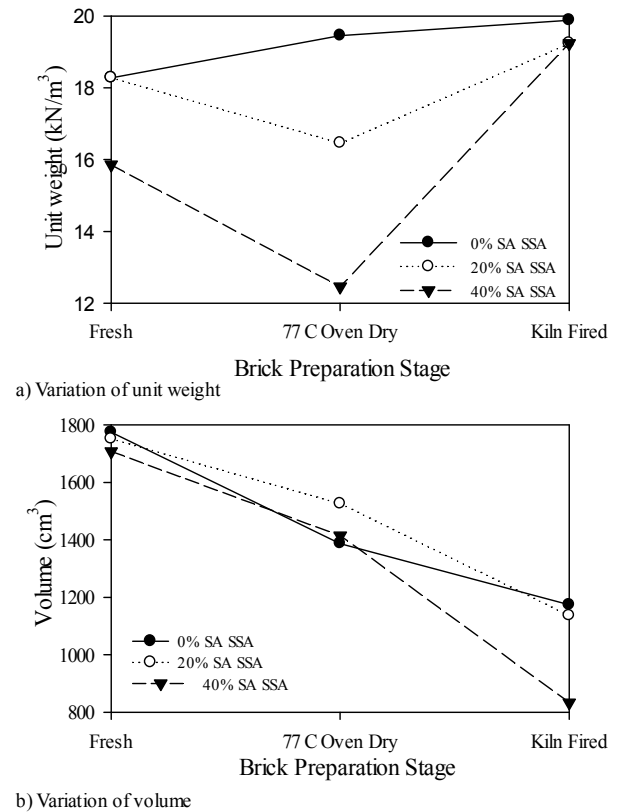 20
18
16
14
12
Unit weight (kN/m³)
0% SA SSA
20% SA SSA
40% SA SSA
Fresh
77 C Oven Dry
Kiln Fired
Brick Preparation Stage
a) Variation of unit weight
1800
1600
1400
1200
1000
800
Volume (cm³)
0% SA SSA
20% SA SSA
40% SA SSA
Fresh
77 C Oven Dry
Kiln Fired
Brick Preparation Stage
b) Variation of volume